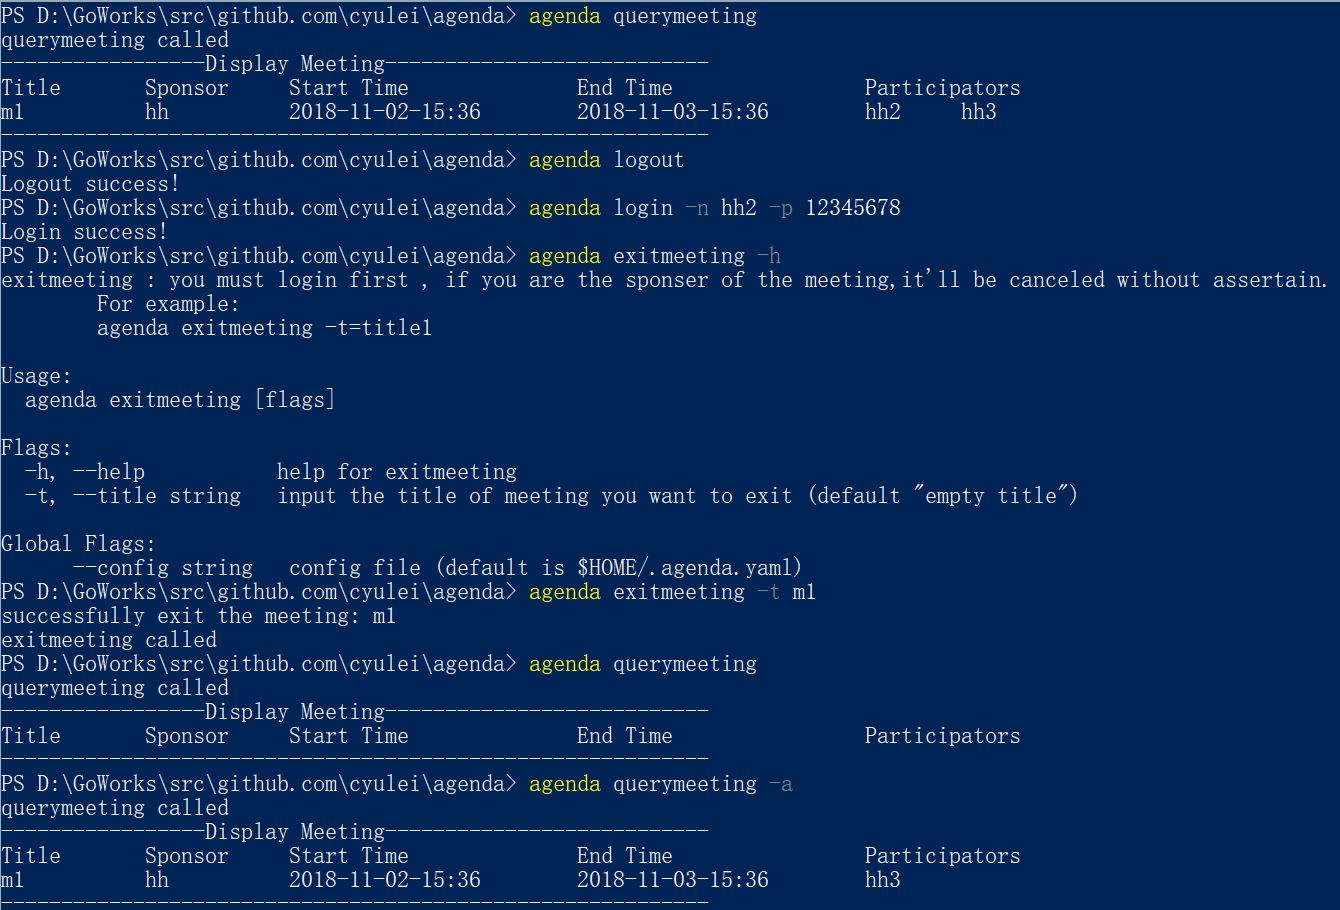 PS D:\GoWorks\src\github.com\cyulei\agenda> agenda querymeeting
querymeeting called
-----------------Display Meeting---------------------------
Title       Sponsor     Start Time              End Time                Participators
m1          hh          2018-11-02-15:36        2018-11-03-15:36        hh2     hh3
-----------------------------------------------------------
PS D:\GoWorks\src\github.com\cyulei\agenda> agenda logout
Logout success!
PS D:\GoWorks\src\github.com\cyulei\agenda> agenda login -n hh2 -p 12345678
Login success!
PS D:\GoWorks\src\github.com\cyulei\agenda> agenda exitmeeting -h
exitmeeting : you must login first , if you are the sponser of the meeting,it'll be canceled without assertain.
        For example:
        agenda exitmeeting -t=title1

Usage:
  agenda exitmeeting [flags]

Flags:
  -h, --help           help for exitmeeting
  -t, --title string   input the title of meeting you want to exit (default "empty title")

Global Flags:
      --config string   config file (default is $HOME/.agenda.yaml)
PS D:\GoWorks\src\github.com\cyulei\agenda> agenda exitmeeting -t m1
successfully exit the meeting: m1
exitmeeting called
PS D:\GoWorks\src\github.com\cyulei\agenda> agenda querymeeting
querymeeting called
-----------------Display Meeting---------------------------
Title       Sponsor     Start Time              End Time                Participators
-----------------------------------------------------------
PS D:\GoWorks\src\github.com\cyulei\agenda> agenda querymeeting -a
querymeeting called
-----------------Display Meeting---------------------------
Title       Sponsor     Start Time              End Time                Participators
m1          hh          2018-11-02-15:36        2018-11-03-15:36        hh3
-----------------------------------------------------------